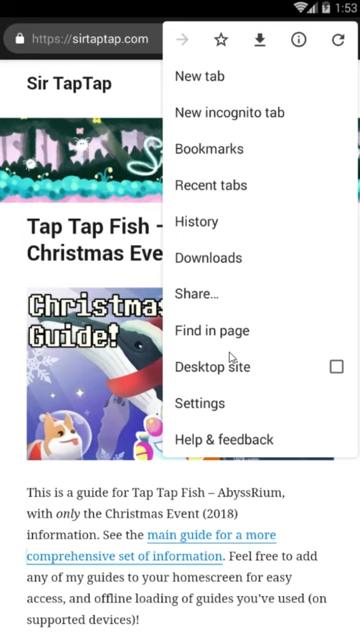 1:53
https://sirtaptap.com
New tab
New incognito tab
Bookmarks
Recent tabs
History
Downloads
Share...
Find in page
Desktop site
Settings
Help & feedback
Sir TapTap
Tap Tap Fish –
Christmas Eve
Christmas
Guide!
This is a guide for Tap Tap Fish – AbyssRium,
with only the Christmas Event (2018)
information. See the main guide for a more
comprehensive set of information. Feel free to add
any of my guides to your homescreen for easy
access, and offline loading of guides you've used (on
supported devices)!